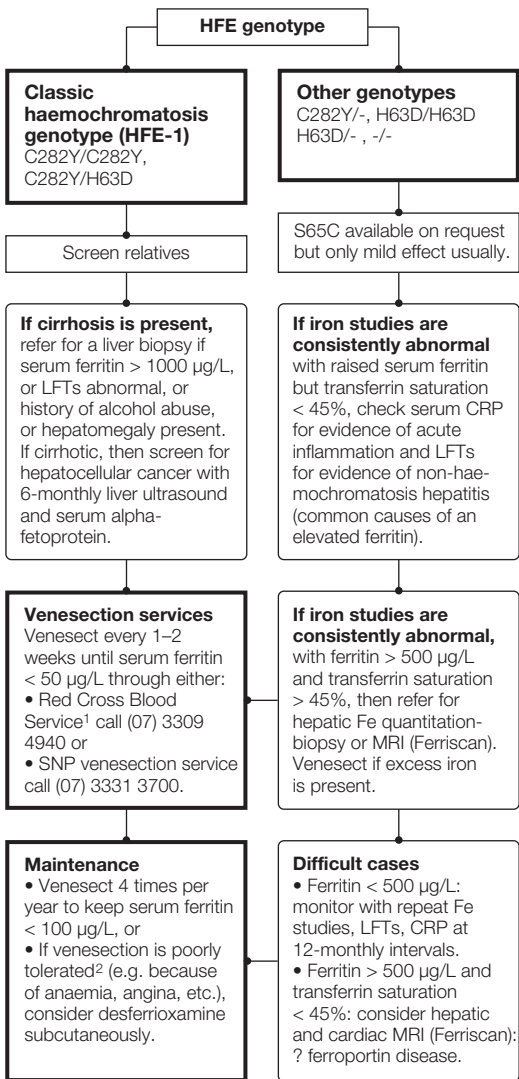 HFE genotype
Classic
haemochromatosis
genotype (HFE-1)
C282Y/C282Y,
C282Y/H63D
Screen relatives
If cirrhosis is present,
refer for a liver biopsy if
serum ferritin > 1000 µg/L,
or LFTs abnormal, or
history of alcohol abuse,
or hepatomegaly present.
If cirrhotic, then screen for
hepatocellular cancer with
6-monthly liver ultrasound
and serum alpha-
fetoprotein.
Venesection services
Venesect every 1–2
weeks until serum ferritin
< 50 µg/L through either:
• Red Cross Blood
Service¹ call (07) 3309
4940 or
• SNP venesection service
call (07) 3331 3700.
Maintenance
• Venesect 4 times per
year to keep serum ferritin
< 100 µg/L, or
• If venesection is poorly
tolerated² (e.g. because
of anaemia, angina, etc.),
consider desferrioxamine
subcutaneously.
Other genotypes
C282Y/-, H63D/H63D
H63D/- , -/-
S65C available on request
but only mild effect usually.
If iron studies are
consistently abnormal
with raised serum ferritin
but transferrin saturation
< 45%, check serum CRP
for evidence of acute
inflammation and LFTs
for evidence of non-hae-
mochromatosis hepatitis
(common causes of an
elevated ferritin).
If iron studies are
consistently abnormal,
with ferritin > 500 µg/L
and transferrin saturation
> 45%, then refer for
hepatic Fe quantitation-
biopsy or MRI (Ferriscan).
Venesect if excess iron
is present.
Difficult cases
• Ferritin < 500 µg/L:
monitor with repeat Fe
studies, LFTs, CRP at
12-monthly intervals.
• Ferritin > 500 µg/L and
transferrin saturation
< 45%: consider hepatic
and cardiac MRI (Ferriscan):
? ferroportin disease.